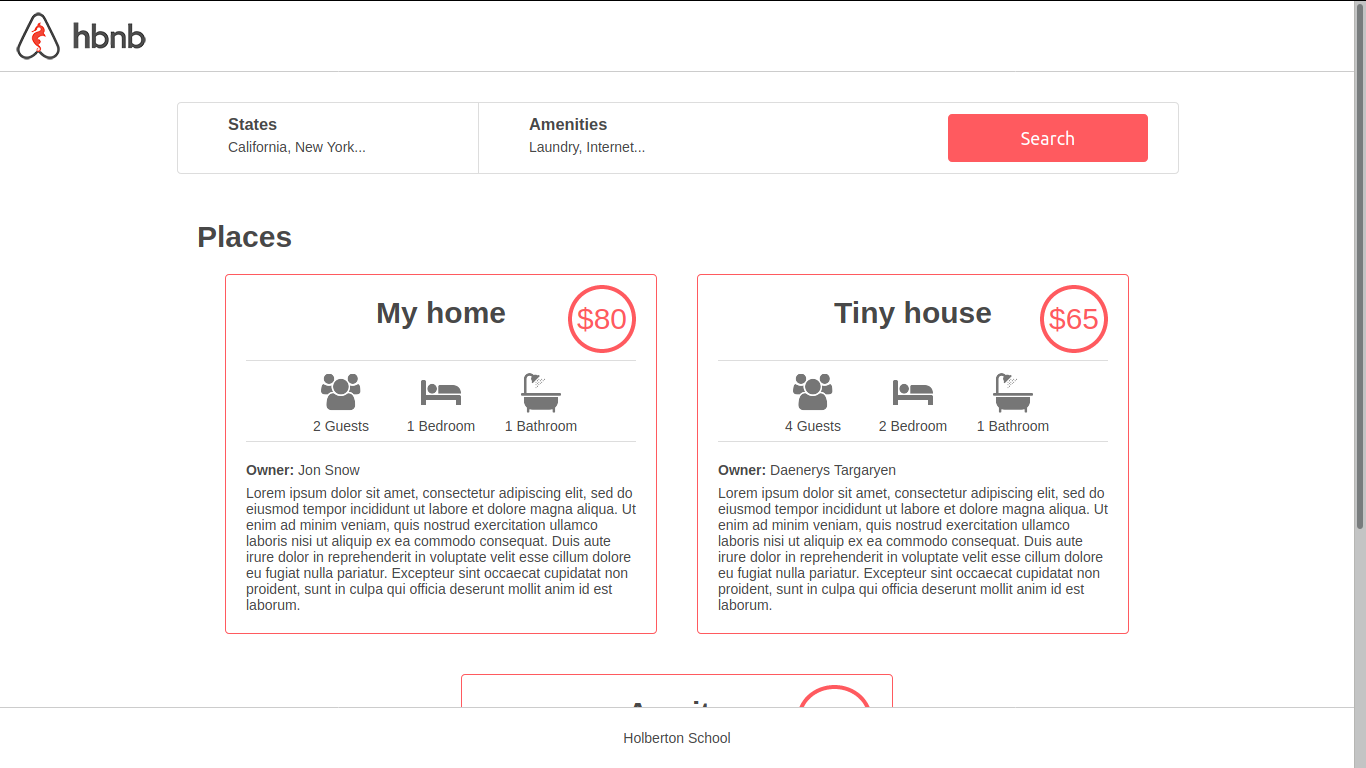 hbnb
States
California, New York...
Amenities
Laundry, Internet...
Search
Places
My home
$80
2 Guests
1 Bedroom
1 Bathroom
Owner: Jon Snow
Lorem ipsum dolor sit amet, consectetur adipiscing elit, sed do
eiusmod tempor incididunt ut labore et dolore magna aliqua. Ut
enim ad minim veniam, quis nostrud exercitation ullamco
laboris nisi ut aliquip ex ea commodo consequat. Duis aute
irure dolor in reprehenderit in voluptate velit esse cillum dolore
eu fugiat nulla pariatur. Excepteur sint occaecat cupidatat non
proident, sunt in culpa qui officia deserunt mollit anim id est
laborum.
Tiny house
$65
4 Guests
2 Bedroom
1 Bathroom
Owner: Daenerys Targaryen
Lorem ipsum dolor sit amet, consectetur adipiscing elit, sed do
eiusmod tempor incididunt ut labore et dolore magna aliqua. Ut
enim ad minim veniam, quis nostrud exercitation ullamco
laboris nisi ut aliquip ex ea commodo consequat. Duis aute
irure dolor in reprehenderit in voluptate velit esse cillum dolore
eu fugiat nulla pariatur. Excepteur sint occaecat cupidatat non
proident, sunt in culpa qui officia deserunt mollit anim id est
laborum.
Holberton School